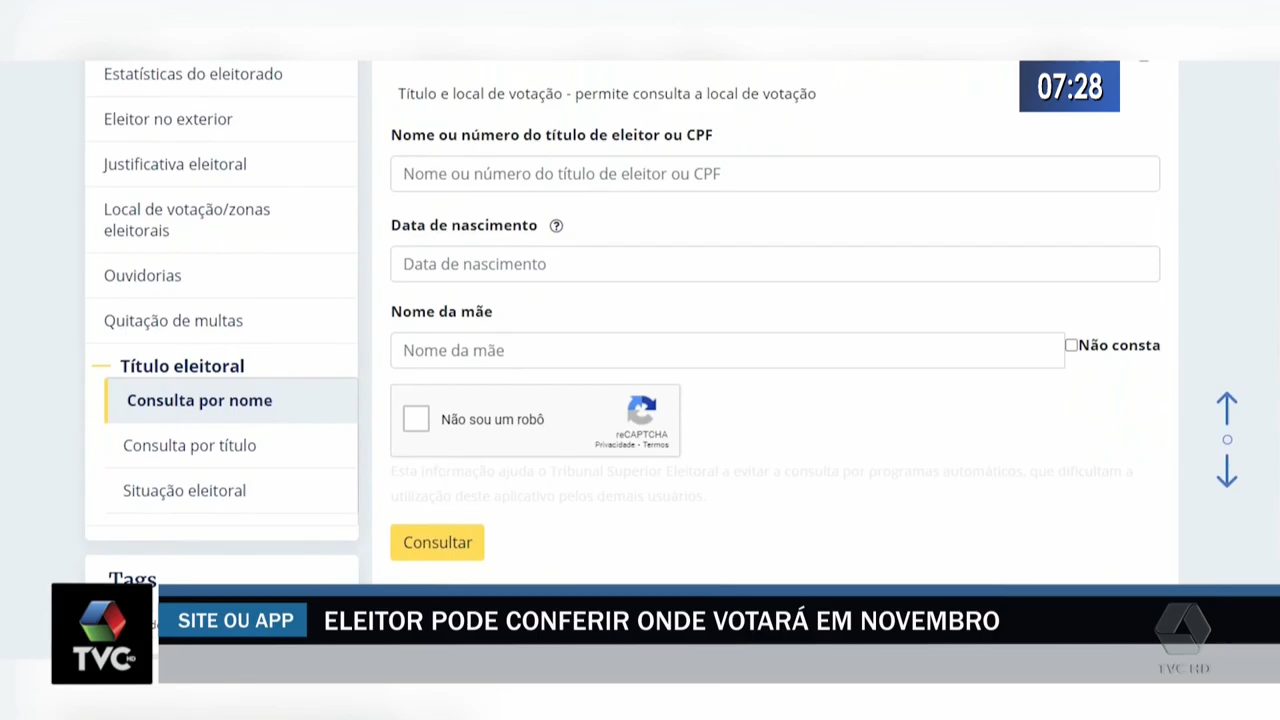 Estatísticas do eleitorado
Eleitor no exterior
Justificativa eleitoral
Local de votação/zonas
eleitorais
Ouvidorias
Quitação de multas
Título eleitoral
Consulta por nome
Consulta por título
Situação eleitoral
Tags
07:28
Título e local de votação - permite consulta a local de votação
Nome ou número do título de eleitor ou CPF
Nome ou número do título de eleitor ou CPF
Data de nascimento ?
Data de nascimento
Nome da mãe
Nome da mãe
Não consta
Não sou um robô
reCAPTCHA
Privacidade - Termos
Esta informação ajuda o Tribunal Superior Eleitoral a evitar a consulta por programas automáticos, que dificultam a
utilização deste aplicativo pelos demais usuários.
Consultar
SITE OU APP
ELEITOR PODE CONFERIR ONDE VOTARÁ EM NOVEMBRO
TVC HD
TVC HD